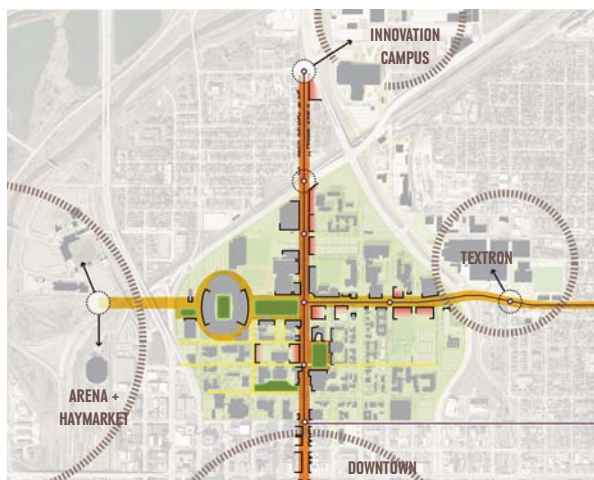 INNOVATION
CAMPUS
TEXTRON
ARENA +
HAYMARKET
DOWNTOWN